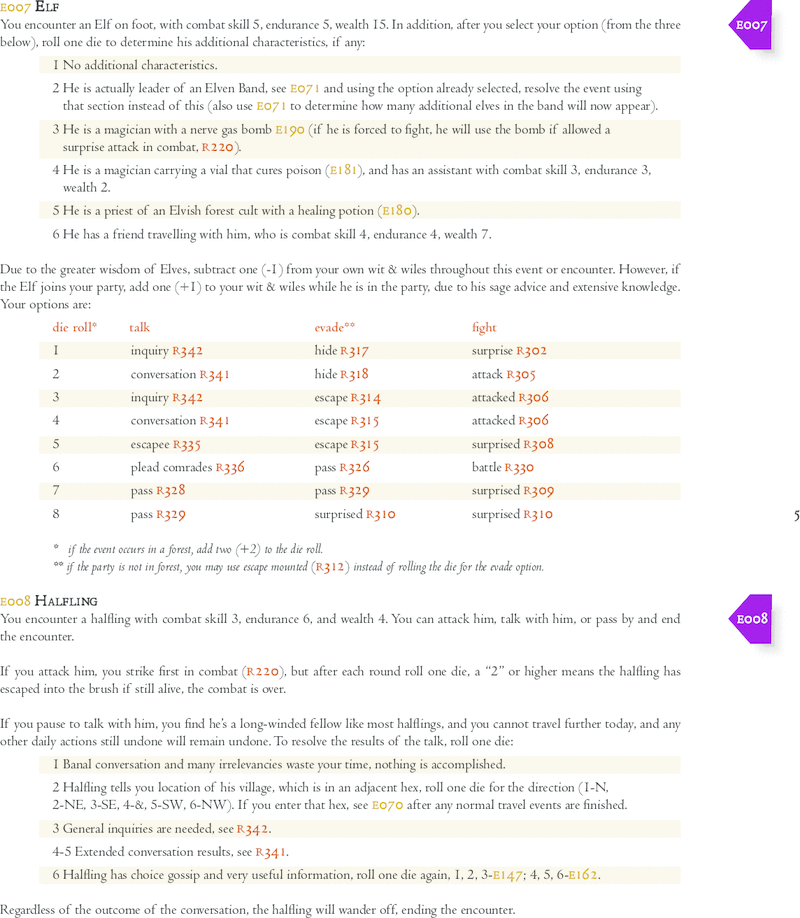 E007 Elf
You encounter an Elf on foot, with combat skill 5, endurance 5, wealth 15. In addition, after you select your option (from the three
below), roll one die to determine his additional characteristics, if any:
1 No additional characteristics.
2 He is actually leader of an Elven Band, see E071 and using the option already selected, resolve the event using
that section instead of this (also use E071 to determine how many additional elves in the band will now appear).
3 He is a magician with a nerve gas bomb E190 (if he is forced to fight, he will use the bomb if allowed a
surprise attack in combat, R220).
4 He is a magician carrying a vial that cures poison (E181), and has an assistant with combat skill 3, endurance 3,
wealth 2.
5 He is a priest of an Elvish forest cult with a healing potion (E180).
6 He has a friend travelling with him, who is combat skill 4, endurance 4, wealth 7.
Due to the greater wisdom of Elves, subtract one (-1) from your own wit & wiles throughout this event or encounter. However, if
the Elf joins your party, add one (+1) to your wit & wiles while he is in the party, due to his sage advice and extensive knowledge.
Your options are:
die roll* talk evade** fight
1 inquiry R342 hide R317 surprise R302
2 conversation R341 hide R318 attack R305
3 inquiry R342 escape R314 attacked R306
4 conversation R341 escape R315 attacked R306
5 escapee R335 escape R315 surprised R308
6 plead comrades R336 pass R326 battle R330
7 pass R328 pass R329 surprised R309
8 pass R329 surprised R310 surprised R310
* if the event occurs in a forest, add two (+2) to the die roll.
** if the party is not in forest, you may use escape mounted (R312) instead of rolling the die for the evade option.
E007
5
E008 Halfling
You encounter a halfling with combat skill 3, endurance 6, and wealth 4. You can attack him, talk with him, or pass by and end
the encounter.
If you attack him, you strike first in combat (R220), but after each round roll one die, a “2” or higher means the halfling has
escaped into the brush if still alive, the combat is over.
If you pause to talk with him, you find he's a long-winded fellow like most halflings, and you cannot travel further today, and any
other daily actions still undone will remain undone. To resolve the results of the talk, roll one die:
1 Banal conversation and many irrelevancies waste your time, nothing is accomplished.
2 Halfling tells you location of his village, which is in an adjacent hex, roll one die for the direction (1-N,
2-NE, 3-SE, 4-&, 5-SW, 6-NW). If you enter that hex, see E070 after any normal travel events are finished.
3 General inquiries are needed, see R342.
4-5 Extended conversation results, see R341.
6 Halfling has choice gossip and very useful information, roll one die again, 1, 2, 3-E147; 4, 5, 6-E162.
Regardless of the outcome of the conversation, the halfling will wander off, ending the encounter.
E008